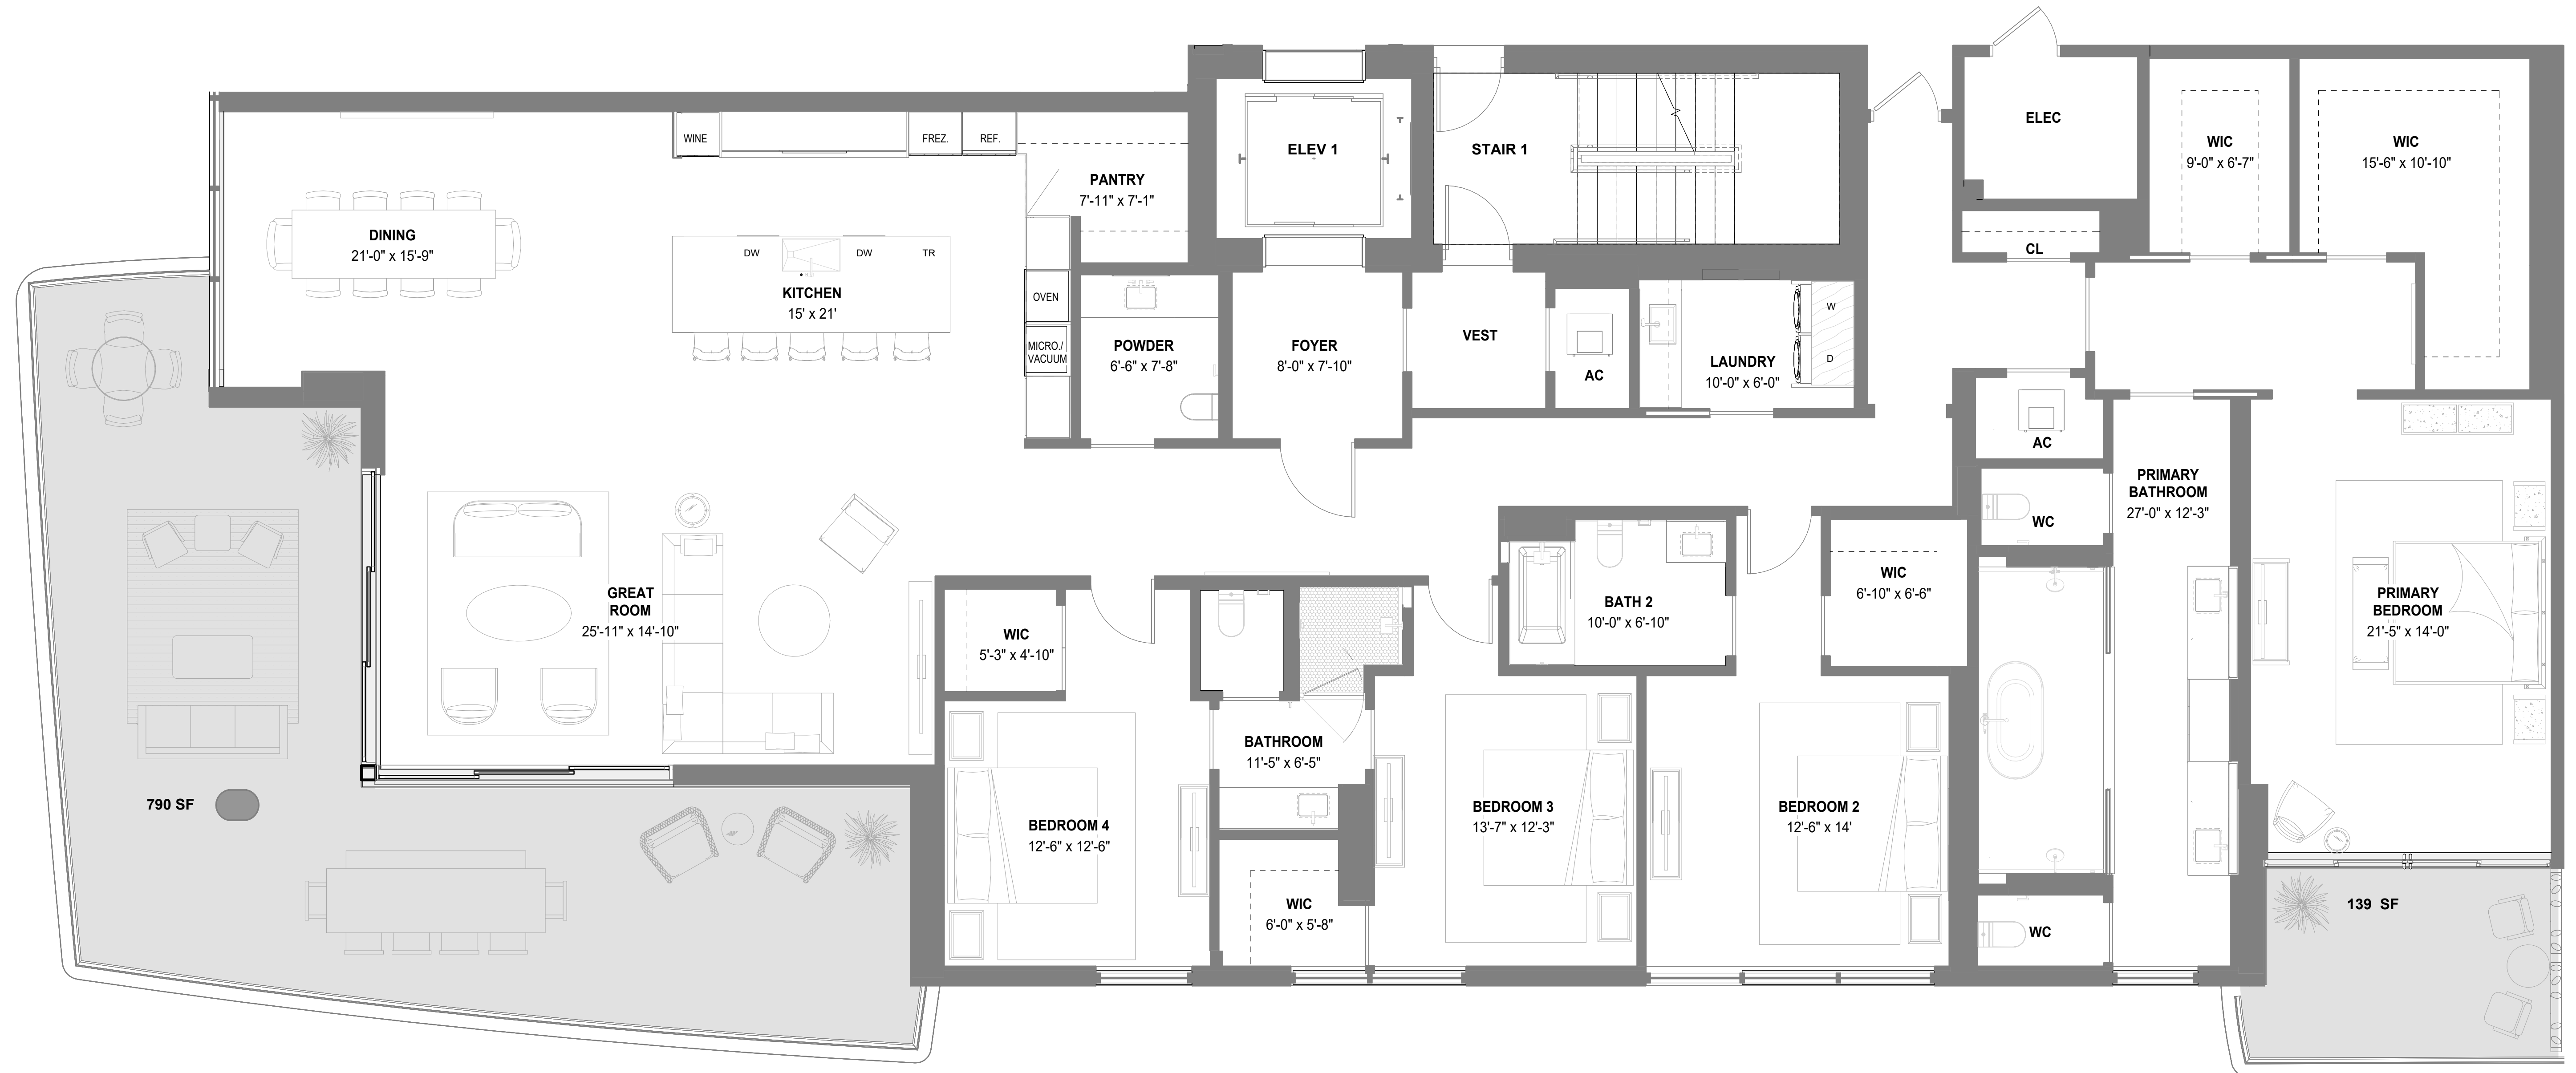 WINE
FREZ.
REF.
PANTRY
7'-11" x 7'-1"
ELEV 1
STAIR 1
ELEC
WIC
9'-0" x 6'-7"
WIC
15'-6" x 10'-10"
DINING
21'-0" x 15'-9"
DW
DW
TR
KITCHEN
15' x 21'
OVEN
MICRO./
VACUUM
POWDER
6'-6" x 7'-8"
FOYER
8'-0" x 7'-10"
VEST
AC
LAUNDRY
10'-0" x 6'-0"
W
D
CL
AC
WC
PRIMARY
BATHROOM
27'-0" x 12'-3"
GREAT
ROOM
25'-11" x 14'-10"
WIC
5'-3" x 4'-10"
BATH 2
10'-0" x 6'-10"
WIC
6'-10" x 6'-6"
PRIMARY
BEDROOM
21'-5" x 14'-0"
BATHROOM
11'-5" x 6'-5"
790 SF
BEDROOM 4
12'-6" x 12'-6"
BEDROOM 3
13'-7" x 12'-3"
BEDROOM 2
12'-6" x 14'
WIC
6'-0" x 5'-8"
WC
139 SF